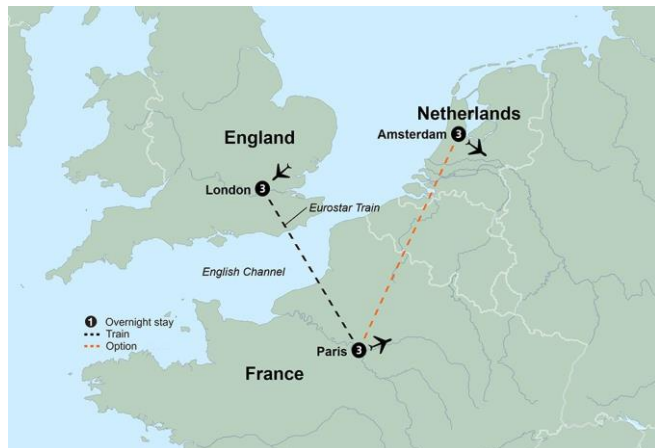 Netherlands
Amsterdam 3
England
London 3
Eurostar Train
English Channel
1 Overnight stay
Train
Option
Paris 3
France